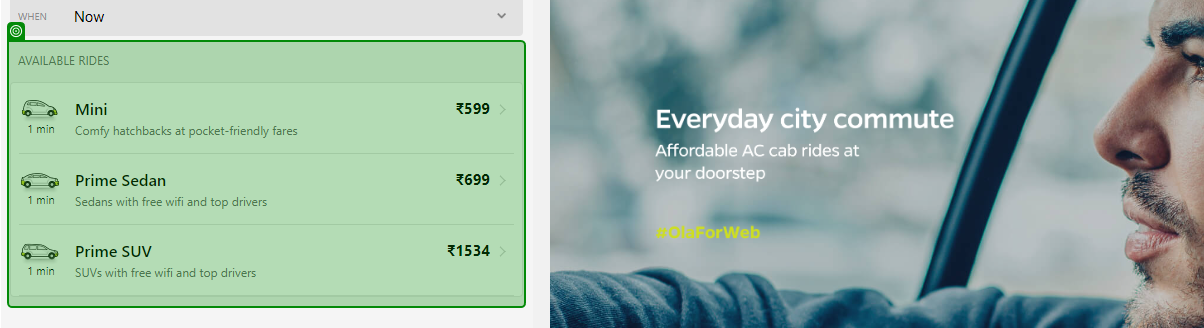 WHEN Now
AVAILABLE RIDES
Mini ₹599
1 min Comfy hatchbacks at pocket-friendly fares
Prime Sedan ₹699
1 min Sedans with free wifi and top drivers
Prime SUV ₹1534
1 min SUVs with free wifi and top drivers
Everyday city commute
Affordable AC cab rides at
your doorstep
#OlaForWeb